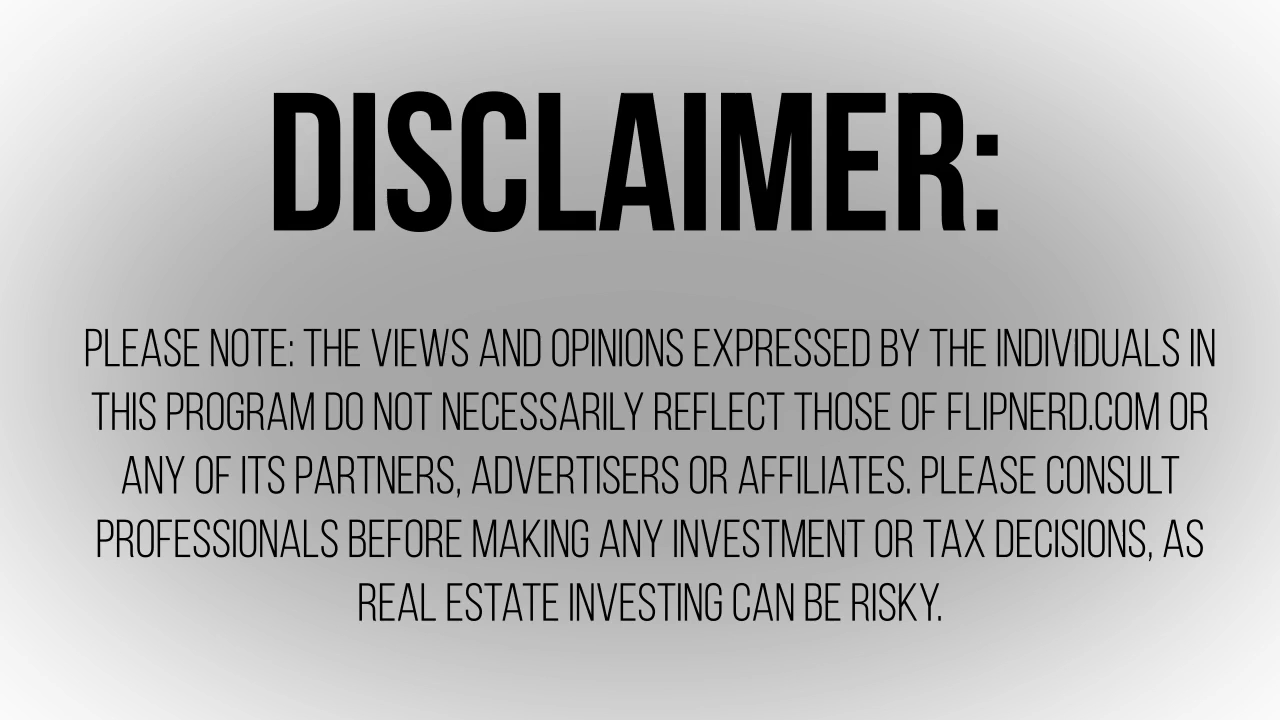 DISCLAIMER:
PLEASE NOTE: THE VIEWS AND OPINIONS EXPRESSED BY THE INDIVIDUALS IN
THIS PROGRAM DO NOT NECESSARILY REFLECT THOSE OF FLIPNERD.COM OR
ANY OF ITS PARTNERS, ADVERTISERS OR AFFILIATES. PLEASE CONSULT
PROFESSIONALS BEFORE MAKING ANY INVESTMENT OR TAX DECISIONS, AS
REAL ESTATE INVESTING CAN BE RISKY.